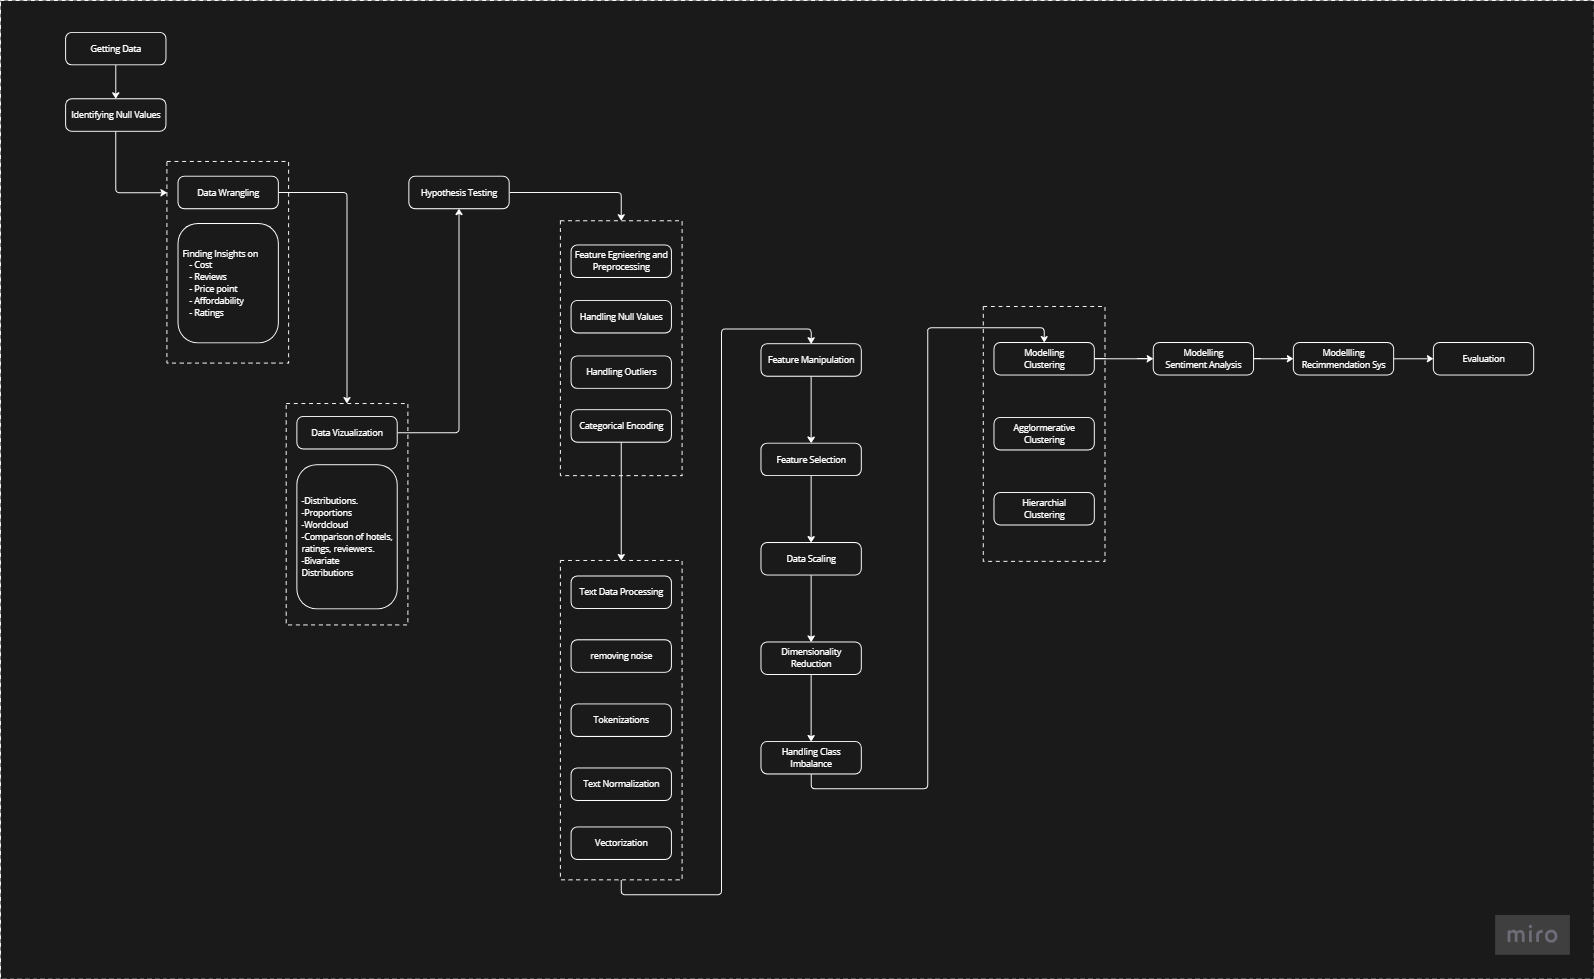 Getting Data
Identifying Null Values
Data Wrangling
Finding Insights on
- Cost
- Reviews
- Price point
- Affordability
- Ratings
Data Vizualization
-Distributions.
-Proportions
-Wordcloud
-Comparison of hotels,
ratings, reviewers.
-Bivariate
Distributions
Hypothesis Testing
Feature Egnieering and
Preprocessing
Handling Null Values
Handling Outliers
Categorical Encoding
Text Data Processing
removing noise
Tokenizations
Text Normalization
Vectorization
Feature Manipulation
Feature Selection
Data Scaling
Dimensionality
Reduction
Handling Class
Imbalance
Modelling
Clustering
Agglormerative
Clustering
Hierarchial
Clustering
Modelling
Sentiment Analysis
Modellling
Recimmendation Sys
Evaluation
miro